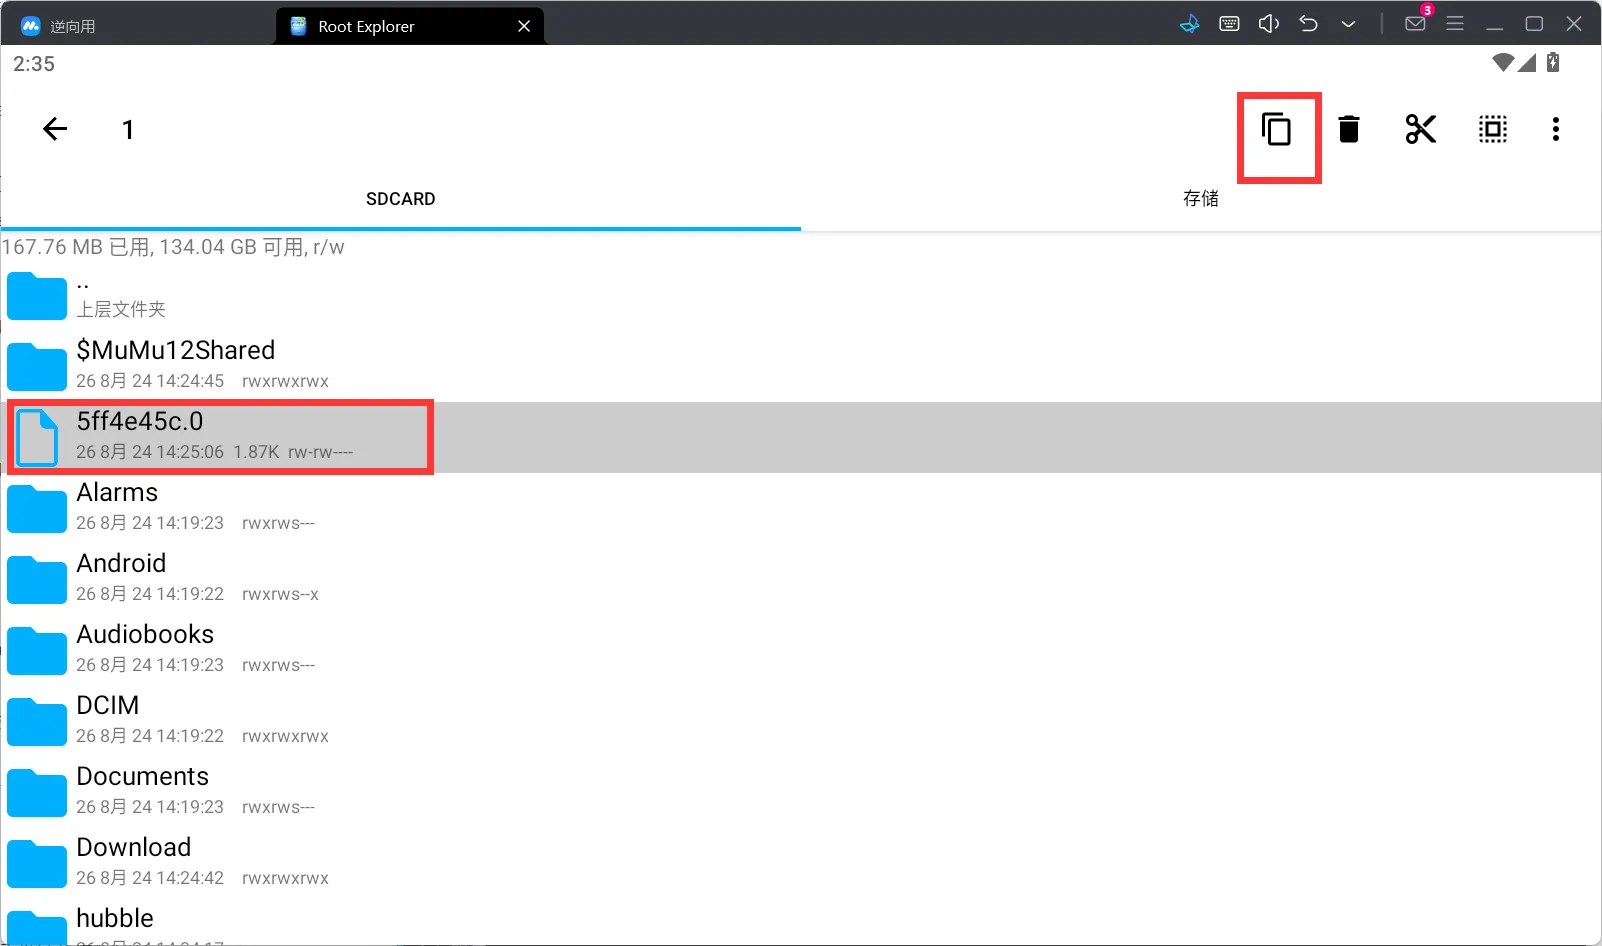 逆向用
Root Explorer
3
2:35
1
SDCARD
存储
167.76 MB 已用, 134.04 GB 可用, r/w
..
上层文件夹
$MuMu12Shared
26 8月 24 14:24:45 rwxrwxrwx
5ff4e45c.0
26 8月 24 14:25:06 1.87K rw-rw----
Alarms
26 8月 24 14:19:23 rwxrws---
Android
26 8月 24 14:19:22 rwxrws--x
Audiobooks
26 8月 24 14:19:23 rwxrws---
DCIM
26 8月 24 14:19:22 rwxrwxrwx
Documents
26 8月 24 14:19:23 rwxrws---
Download
26 8月 24 14:24:42 rwxrwxrwx
hubble